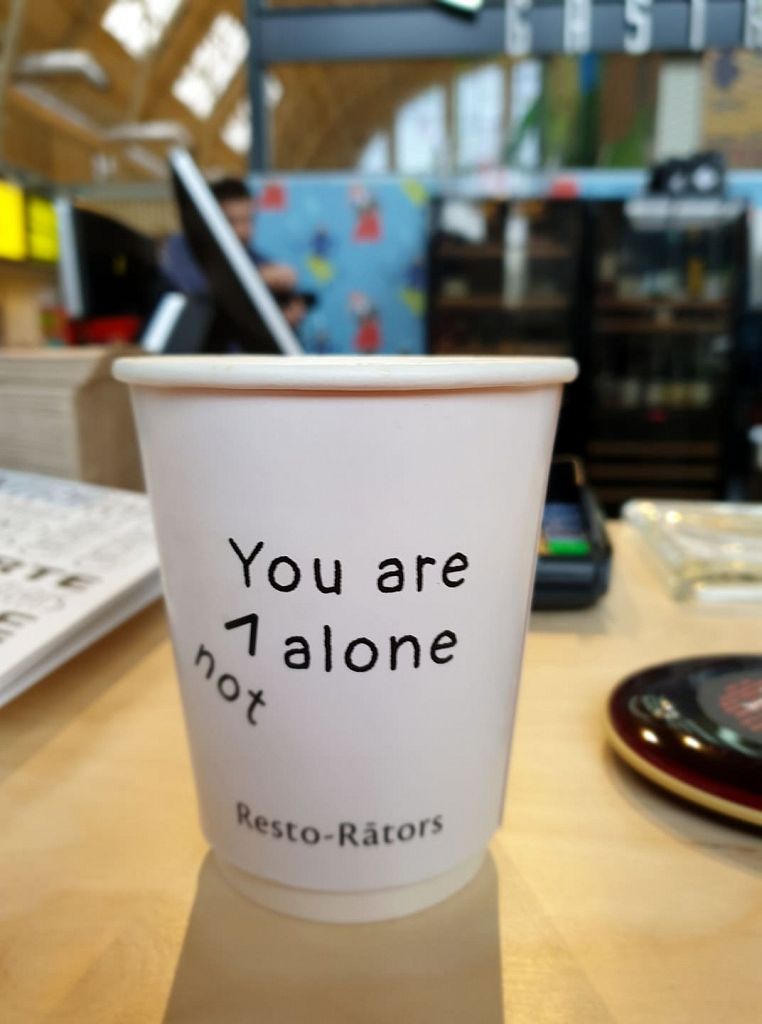 You are
not alone
Resto-Rātors